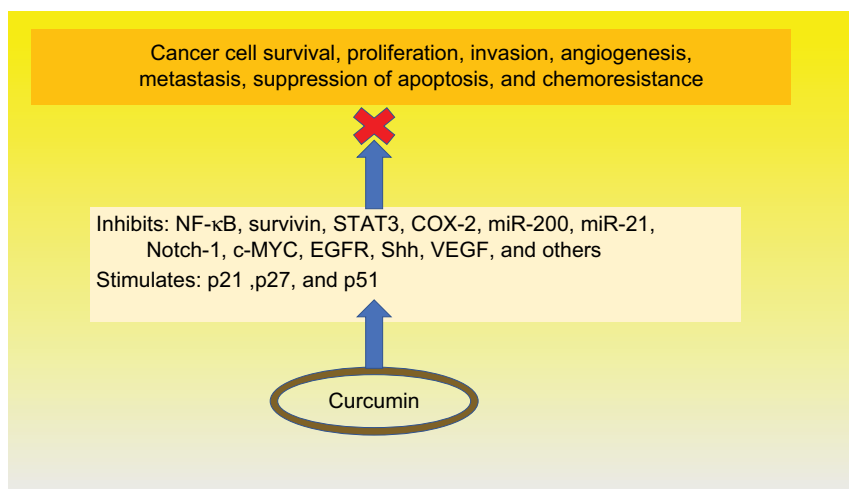 Cancer cell survival, proliferation, invasion, angiogenesis,
metastasis, suppression of apoptosis, and chemoresistance
Inhibits: NF-κB, survivin, STAT3, COX-2, miR-200, miR-21,
Notch-1, c-MYC, EGFR, Shh, VEGF, and others
Stimulates: p21 ,p27, and p51
Curcumin